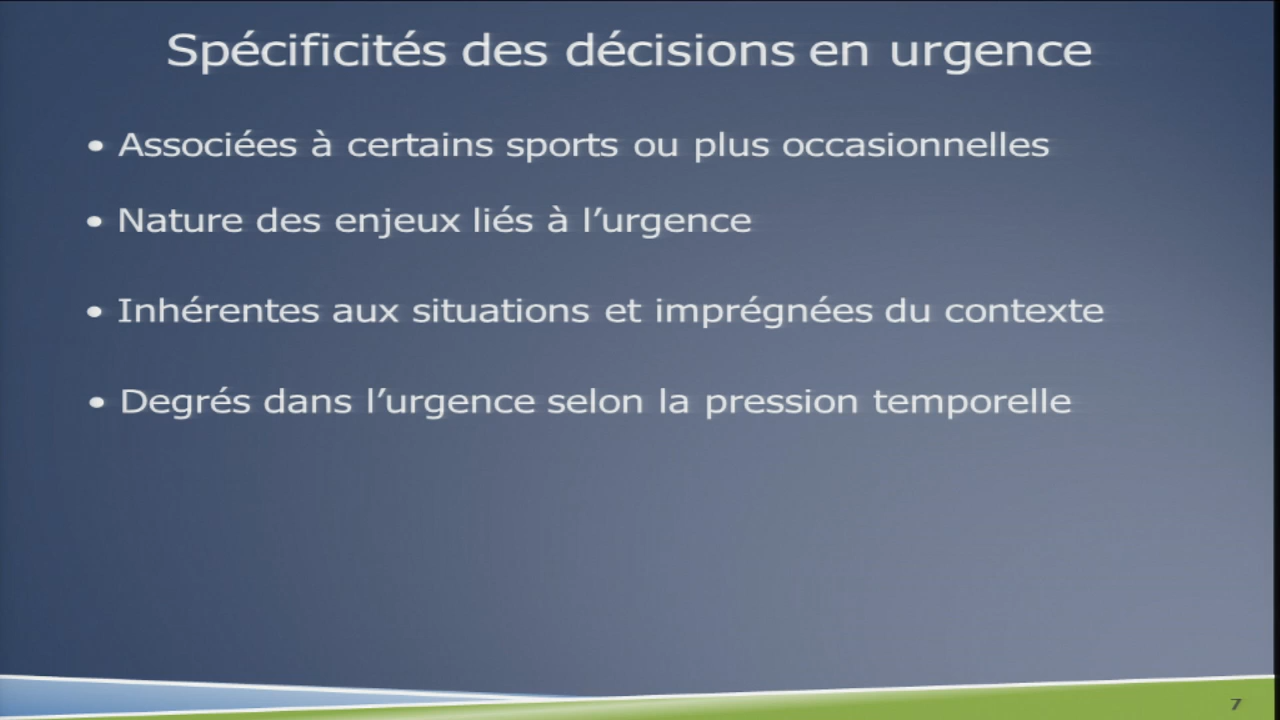 Spécificités des décisions en urgence
• Associées à certains sports ou plus occasionnelles
• Nature des enjeux liés à l’urgence
• Inhérentes aux situations et imprégnées du contexte
• Degrés dans l’urgence selon la pression temporelle
7